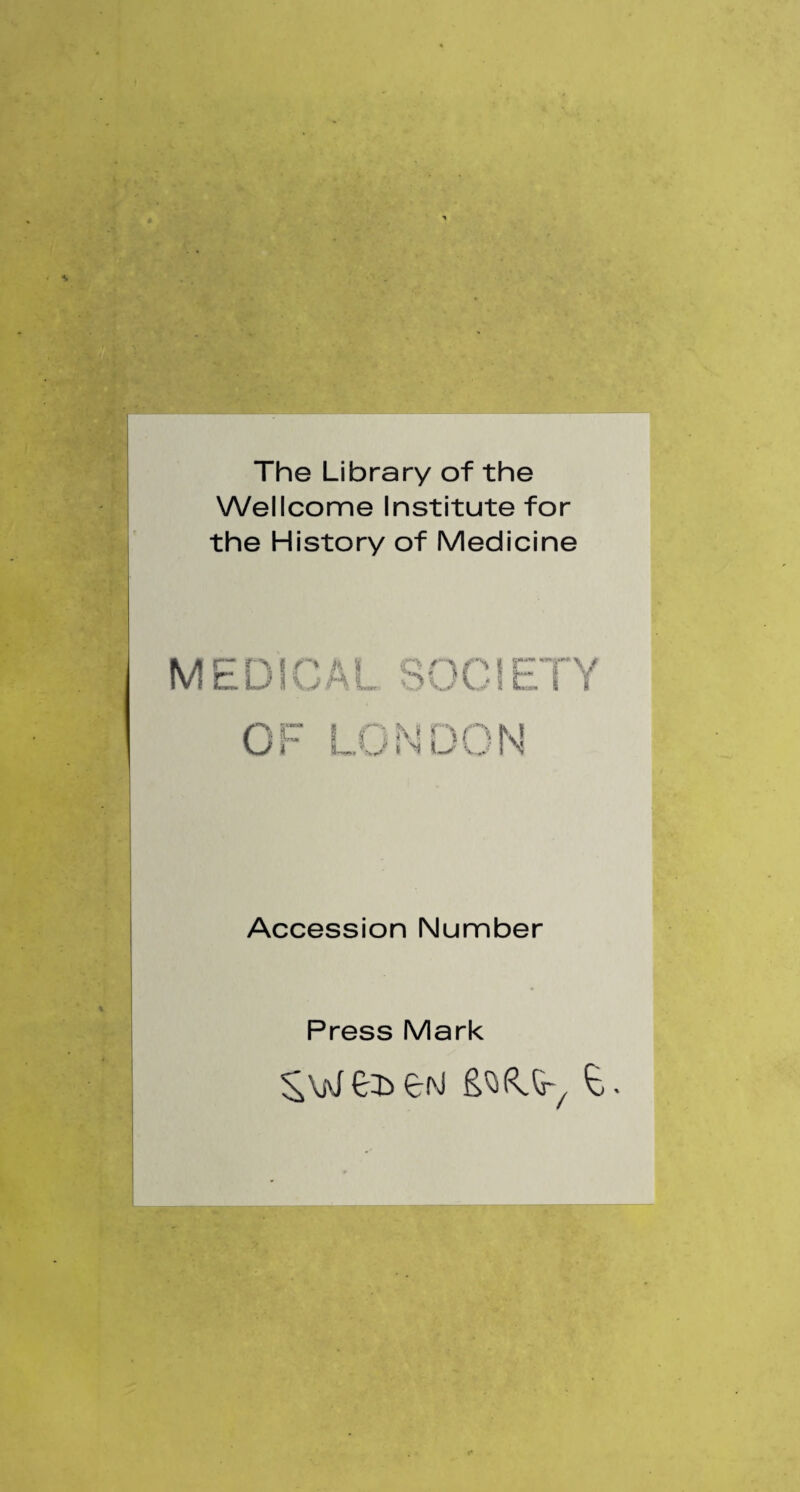 The Library of the
Wellcome Institute for
the History of Medicine
MEDICAL SOCIETY
OF LONDON
Accession Number
Press Mark
SWEDENBORG, E.